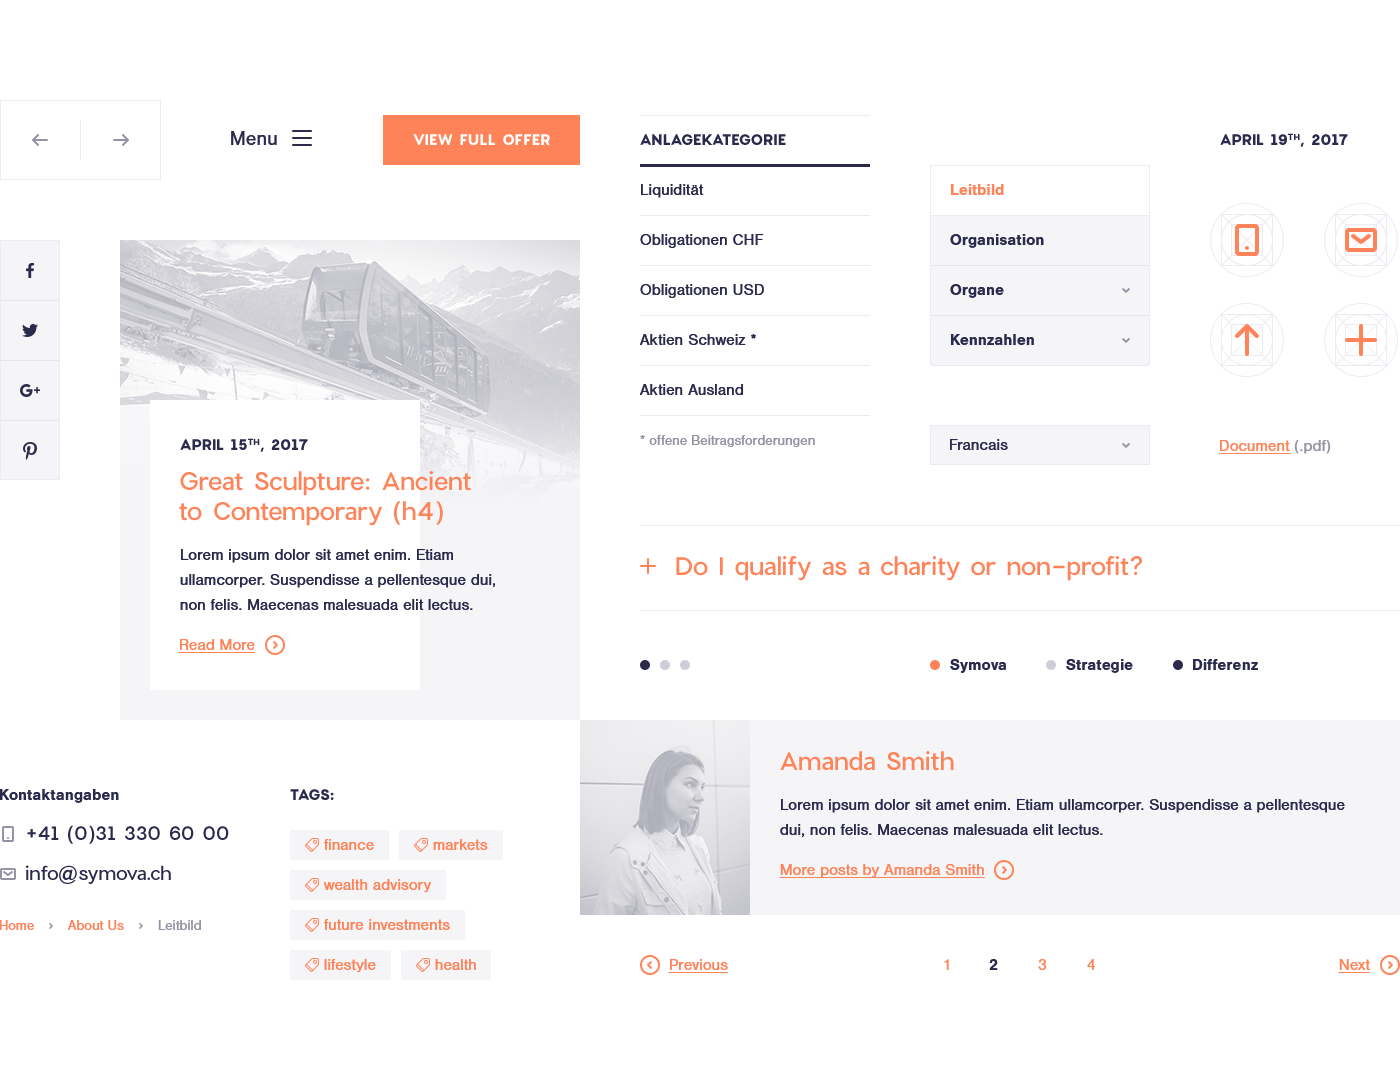 Menu
VIEW FULL OFFER
ANLAGEKATEGORIE
Liquidität
Obligationen CHF
Obligationen USD
Aktien Schweiz *
Aktien Ausland
* offene Beitragsforderungen
Leitbild
Organisation
Organe
Kennzahlen
Francais
APRIL 19TH, 2017
Document (.pdf)
APRIL 15TH, 2017
Great Sculpture: Ancient
to Contemporary (h4)
Lorem ipsum dolor sit amet enim. Etiam
ullamcorper. Suspendisse a pellentesque dui,
non felis. Maecenas malesuada elit lectus.
Read More
+ Do I qualify as a charity or non-profit?
Symova
Strategie
Differenz
Amanda Smith
Lorem ipsum dolor sit amet enim. Etiam ullamcorper. Suspendisse a pellentesque
dui, non felis. Maecenas malesuada elit lectus.
More posts by Amanda Smith
Kontaktangaben
+41 (0)31 330 60 00
info@symova.ch
Home › About Us › Leitbild
TAGS:
finance
markets
wealth advisory
future investments
lifestyle
health
Previous
1 2 3 4
Next